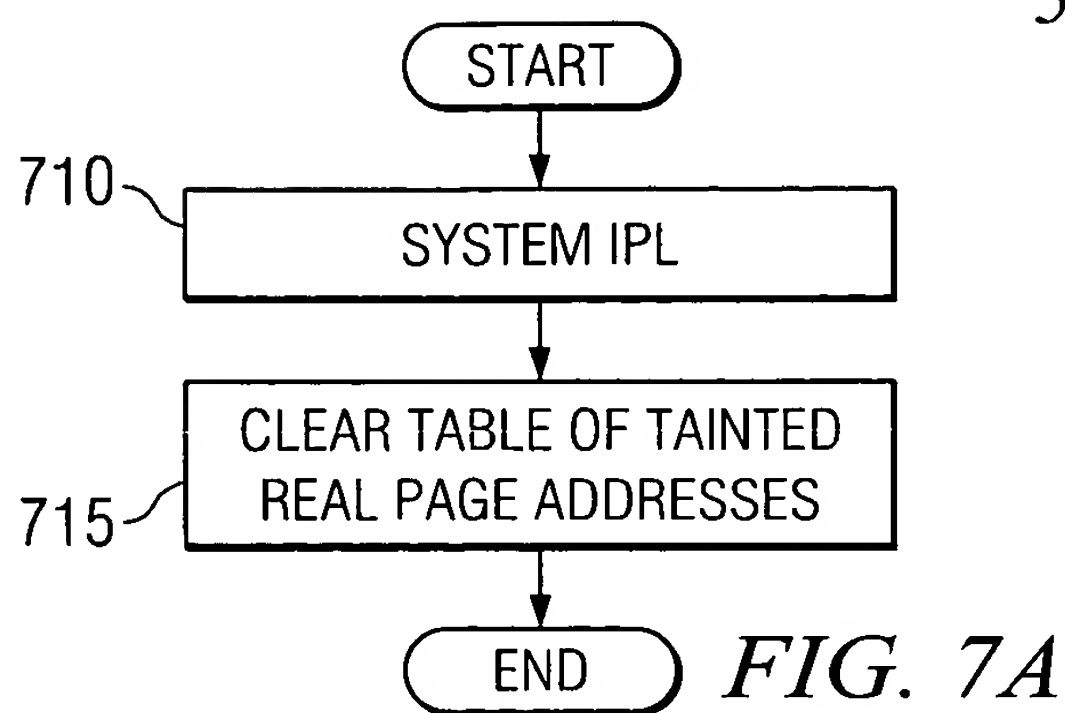 START
710
SYSTEM IPL
CLEAR TABLE OF TAINTED
REAL PAGE ADDRESSES
715
END
FIG. 7A